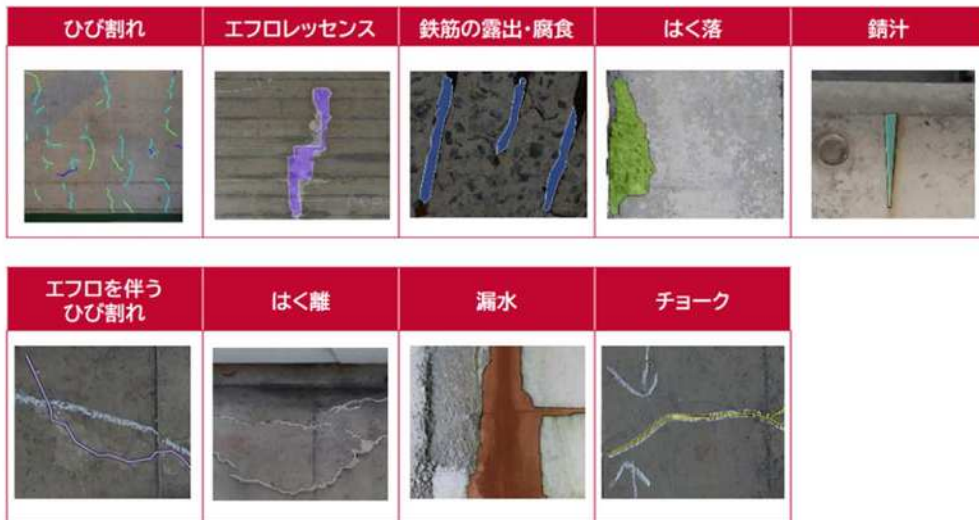 ひび割れ
エフロレッセンス
鉄筋の露出・腐食
はく落
錆汁
エフロを伴う
ひび割れ
はく離
漏水
チョーク